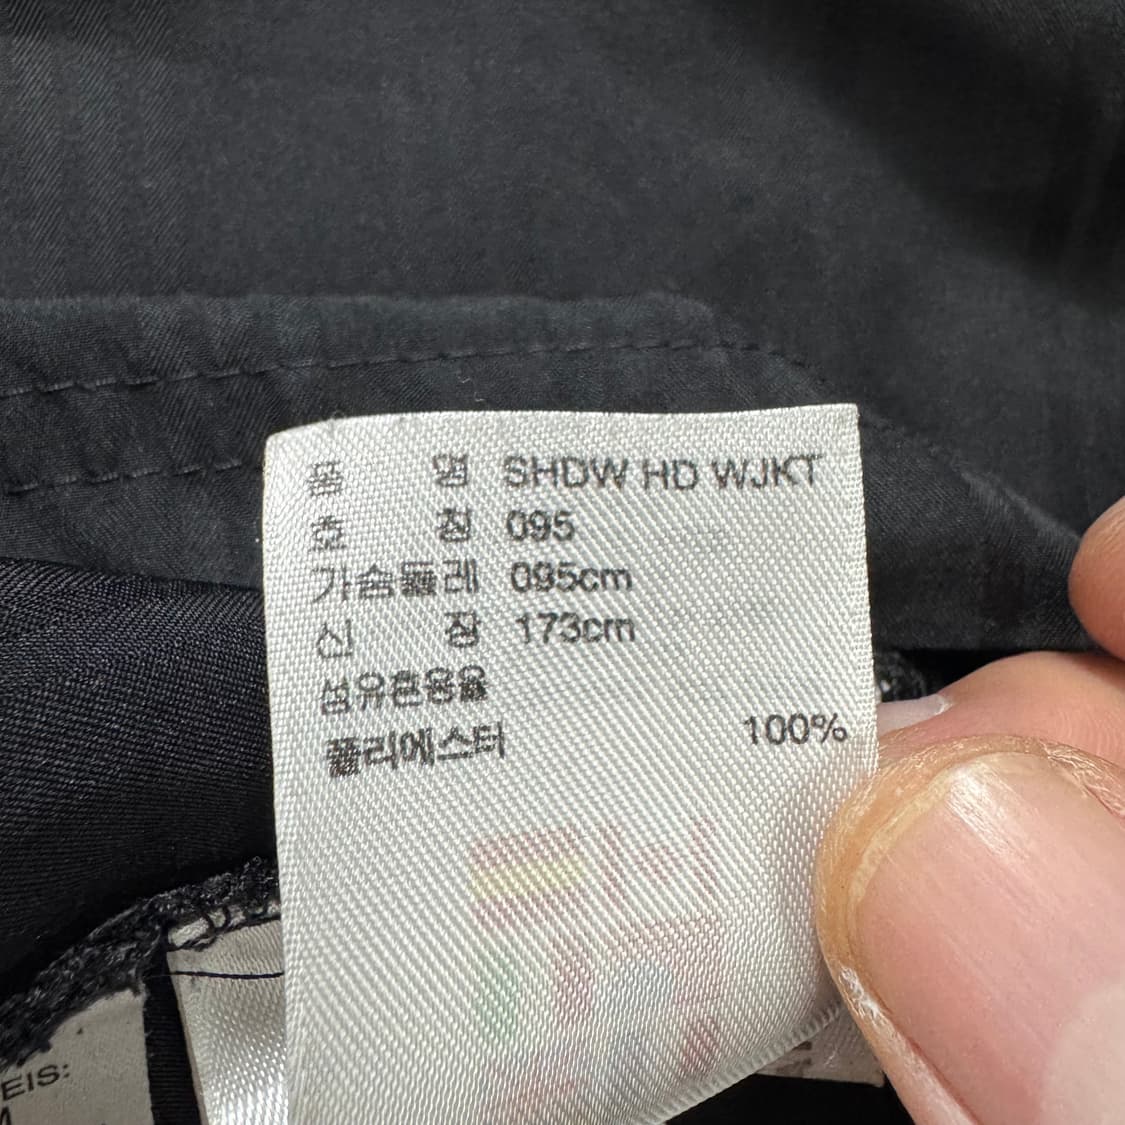 품 명 SHDW HD WJKT
호 칭 095
가슴둘레 095cm
신 장 173cm
섬유혼용율
폴리에스터 100%
EIS: